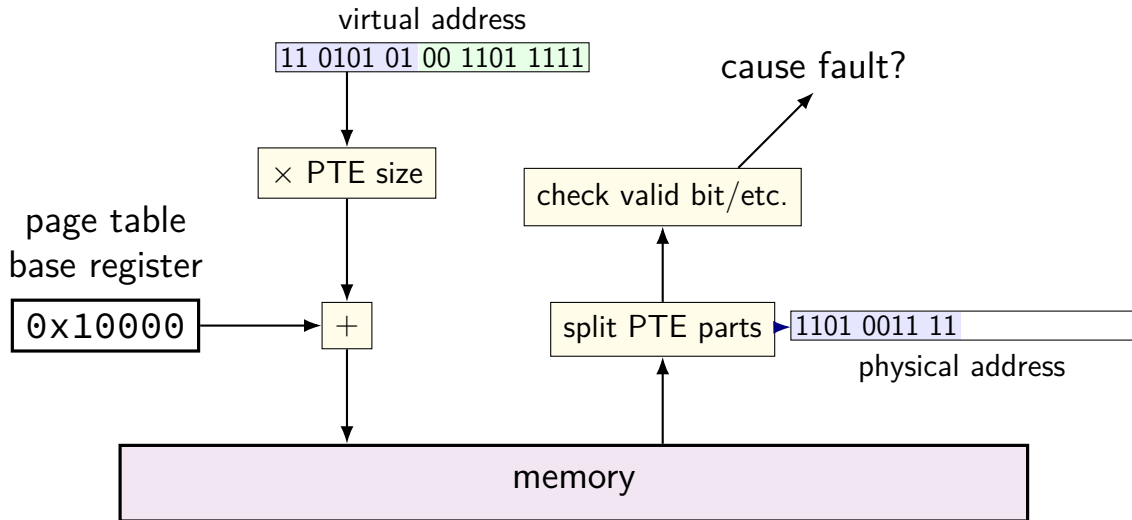 virtual address
11 0101 01 00 1101 1111
cause fault?
× PTE size
check valid bit/etc.
page table
base register
0x10000
+
split PTE parts
1101 0011 11
physical address
memory